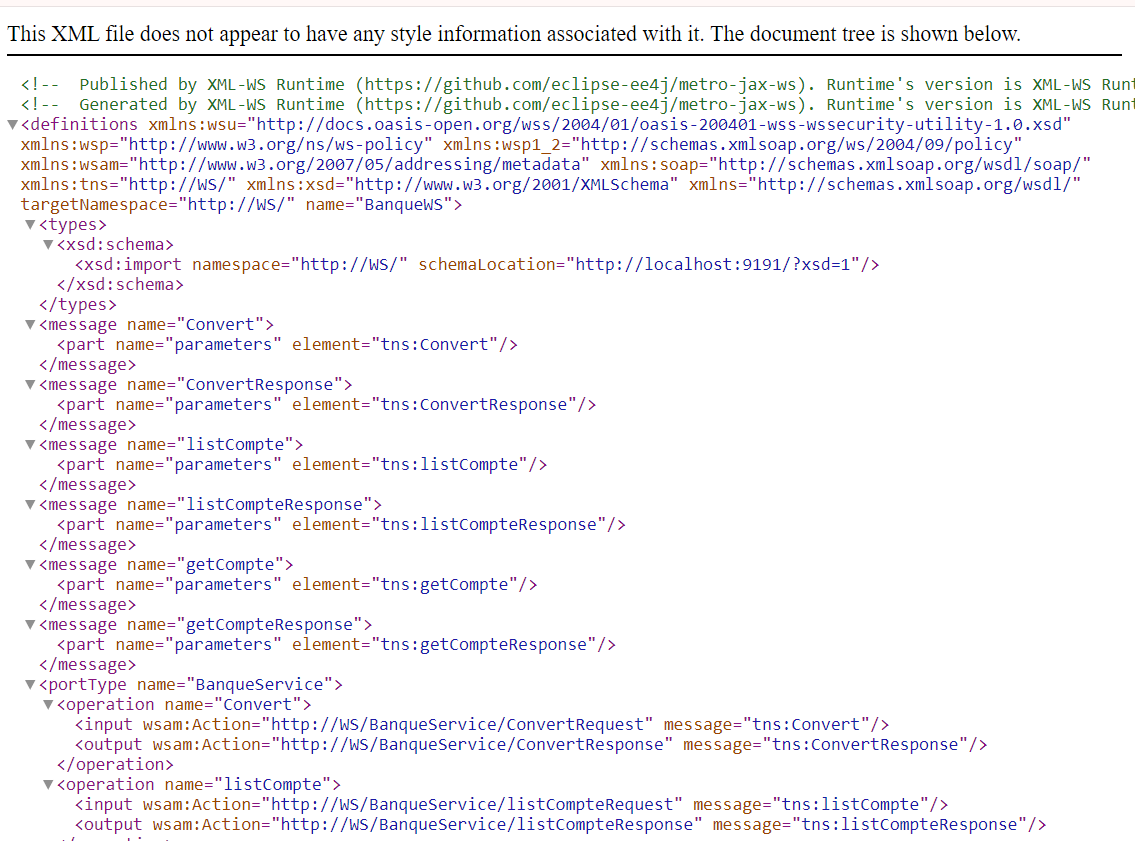 This XML file does not appear to have any style information associated with it. The document tree is shown below.
<!-- Published by XML-WS Runtime (https://github.com/eclipse-ee4j/metro-jax-ws). Runtime's version is XML-WS
<!-- Generated by XML-WS Runtime (https://github.com/eclipse-ee4j/metro-jax-ws). Runtime's version is XML-WS
▼<definitions xmlns:wsu="http://docs.oasis-open.org/wss/2004/01/oasis-200401-wss-wssecurity-utility-1.0.xsd"
xmlns:wsp="http://www.w3.org/ns/ws-policy" xmlns:wsp1_2="http://schemas.xmlsoap.org/ws/2004/09/policy"
xmlns:wsam="http://www.w3.org/2007/05/addressing/metadata" xmlns:soap="http://schemas.xmlsoap.org/wsdl/soap/"
xmlns:tns="http://WS/" xmlns:xsd="http://www.w3.org/2001/XMLSchema" xmlns="http://schemas.xmlsoap.org/wsdl/"
targetNamespace="http://WS/" name="BanqueWS">
▼<types>
▼<xsd:schema>
<xsd:import namespace="http://WS/" schemaLocation="http://localhost:9191/?xsd=1"/>
</xsd:schema>
</types>
▼<message name="Convert">
<part name="parameters" element="tns:Convert"/>
</message>
▼<message name="ConvertResponse">
<part name="parameters" element="tns:ConvertResponse"/>
</message>
▼<message name="listCompte">
<part name="parameters" element="tns:listCompte"/>
</message>
▼<message name="listCompteResponse">
<part name="parameters" element="tns:listCompteResponse"/>
</message>
▼<message name="getCompte">
<part name="parameters" element="tns:getCompte"/>
</message>
▼<message name="getCompteResponse">
<part name="parameters" element="tns:getCompteResponse"/>
</message>
▼<portType name="BanqueService">
▼<operation name="Convert">
<input wsam:Action="http://WS/BanqueService/ConvertRequest" message="tns:Convert"/>
<output wsam:Action="http://WS/BanqueService/ConvertResponse" message="tns:ConvertResponse"/>
</operation>
▼<operation name="listCompte">
<input wsam:Action="http://WS/BanqueService/listCompteRequest" message="tns:listCompte"/>
<output wsam:Action="http://WS/BanqueService/listCompteResponse" message="tns:listCompteResponse"/>